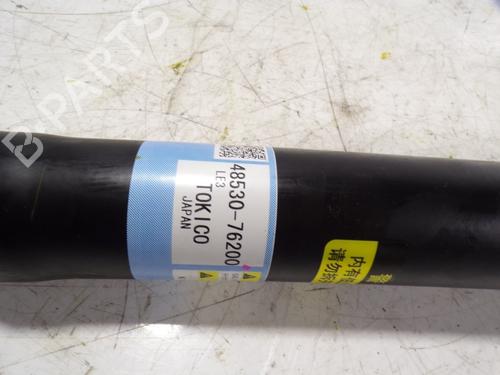 48530-76200
LE3
TOKICO
JAPAN
内有
请勿
B-PARTS